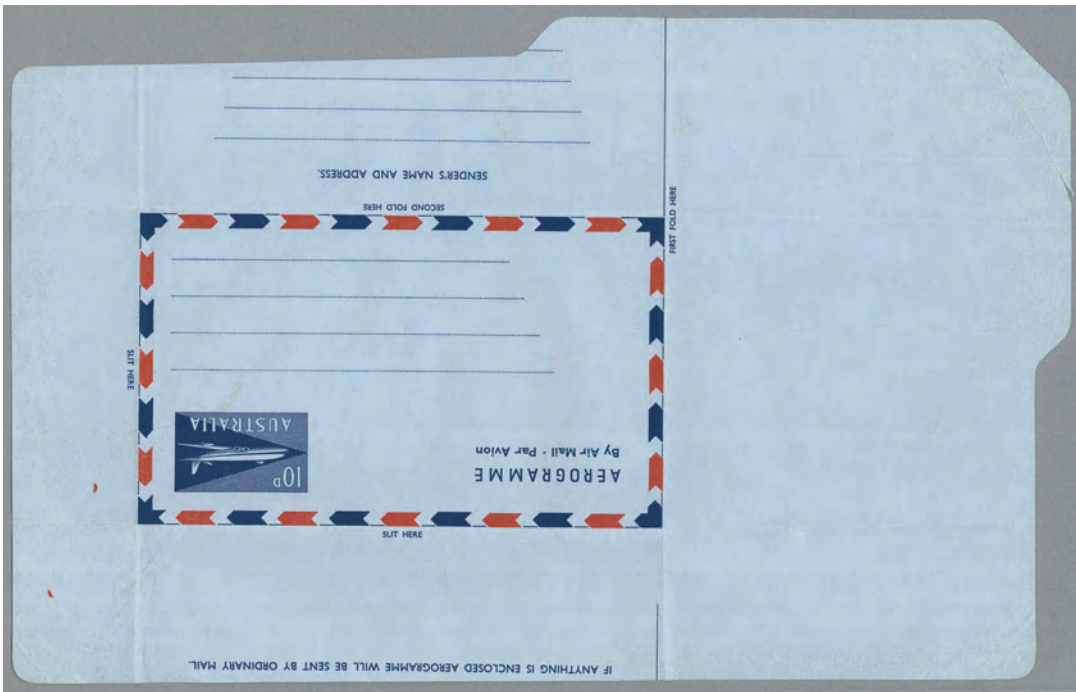 SENDER'S NAME AND ADDRESS.
SECOND FOLD HERE
FIRST FOLD HERE
SLIT HERE
AUSTRALIA
10D
By Air Mail · Par Avion
AEROGRAMME
SLIT HERE
IF ANYTHING IS ENCLOSED AEROGRAMME WILL BE SENT BY ORDINARY MAIL.